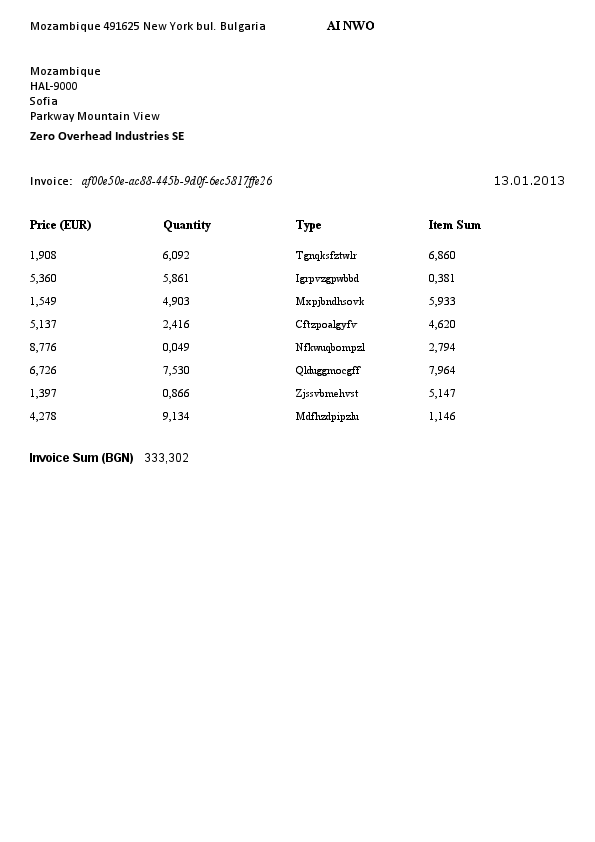 Mozambique 491625 New York bul. Bulgaria AI NWO
Mozambique
HAL-9000
Sofia
Parkway Mountain View
Zero Overhead Industries SE
Invoice: af00e50e-ac88-445b-9d0f-6ec5817ffe26 13.01.2013
Price (EUR) Quantity Type Item Sum
1,908 6,092 Tgnqksfztwlr 6,860
5,360 5,861 Igrpvzgpwbbd 0,381
1,549 4,903 Mxpjbndhsovk 5,933
5,137 2,416 Cftzpoalgyfv 4,620
8,776 0,049 Nfkwuqbompzl 2,794
6,726 7,530 Qlduggmocgff 7,964
1,397 0,866 Zjssvbmehvst 5,147
4,278 9,134 Mdfhzdpipzlu 1,146
Invoice Sum (BGN) 333,302